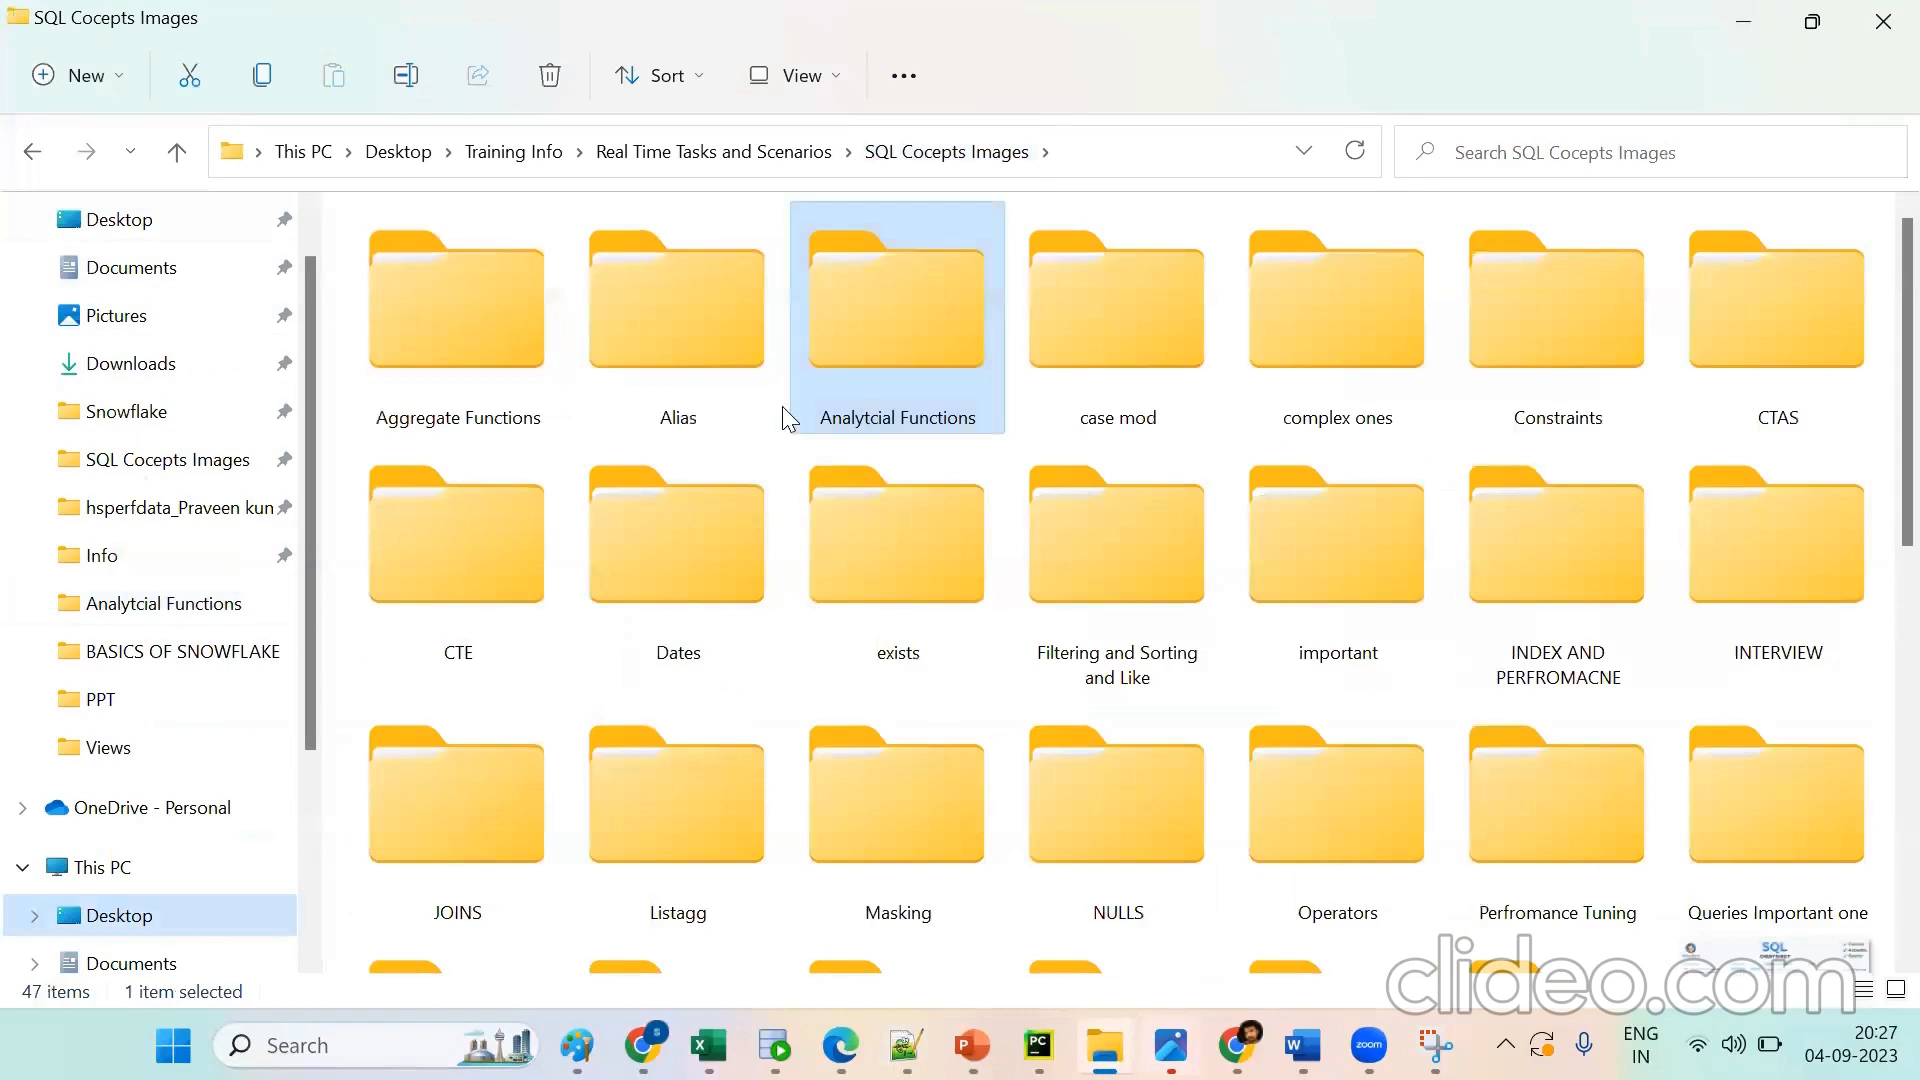 SQL Cocepts Images
New
Sort
View
This PC > Desktop > Training Info > Real Time Tasks and Scenarios > SQL Cocepts Images >
Search SQL Cocepts Images
Desktop
Documents
Pictures
Downloads
Snowflake
SQL Cocepts Images
hsperfdata_Praveen kun
Info
Analytcial Functions
BASICS OF SNOWFLAKE
PPT
Views
OneDrive - Personal
This PC
Desktop
Documents
Aggregate Functions
Alias
Analytcial Functions
case mod
complex ones
Constraints
CTAS
CTE
Dates
exists
Filtering and Sorting
and Like
important
INDEX AND
PERFROMACNE
INTERVIEW
JOINS
Listagg
Masking
NULLS
Operators
Perfromance Tuning
Queries Important one
SQL
clideo.com
47 items
1 item selected
Search
PC
zoom
ENG
IN
20:27
04-09-2023